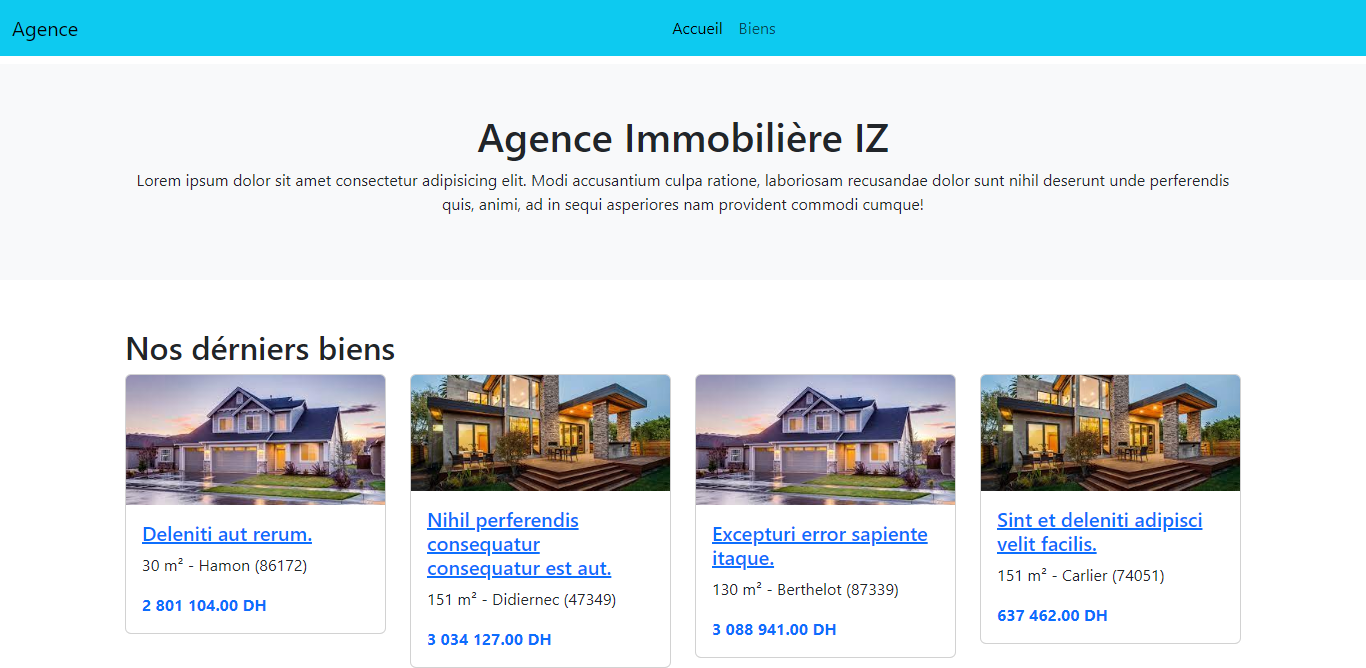 Agence
Accueil
Biens
Agence Immobilière IZ
Lorem ipsum dolor sit amet consectetur adipisicing elit. Modi accusantium culpa ratione, laboriosam recusandae dolor sunt nihil deserunt unde perferendis
quis, animi, ad in sequi asperiores nam provident commodi cumque!
Nos dérniers biens
Deleniti aut rerum.
30 m² - Hamon (86172)
2 801 104.00 DH
Nihil perferendis
consequatur
consequatur est aut.
151 m² - Didiernec (47349)
3 034 127.00 DH
Excepturi error sapiente
itaque.
130 m² - Berthelot (87339)
3 088 941.00 DH
Sint et deleniti adipisci
velit facilis.
151 m² - Carlier (74051)
637 462.00 DH